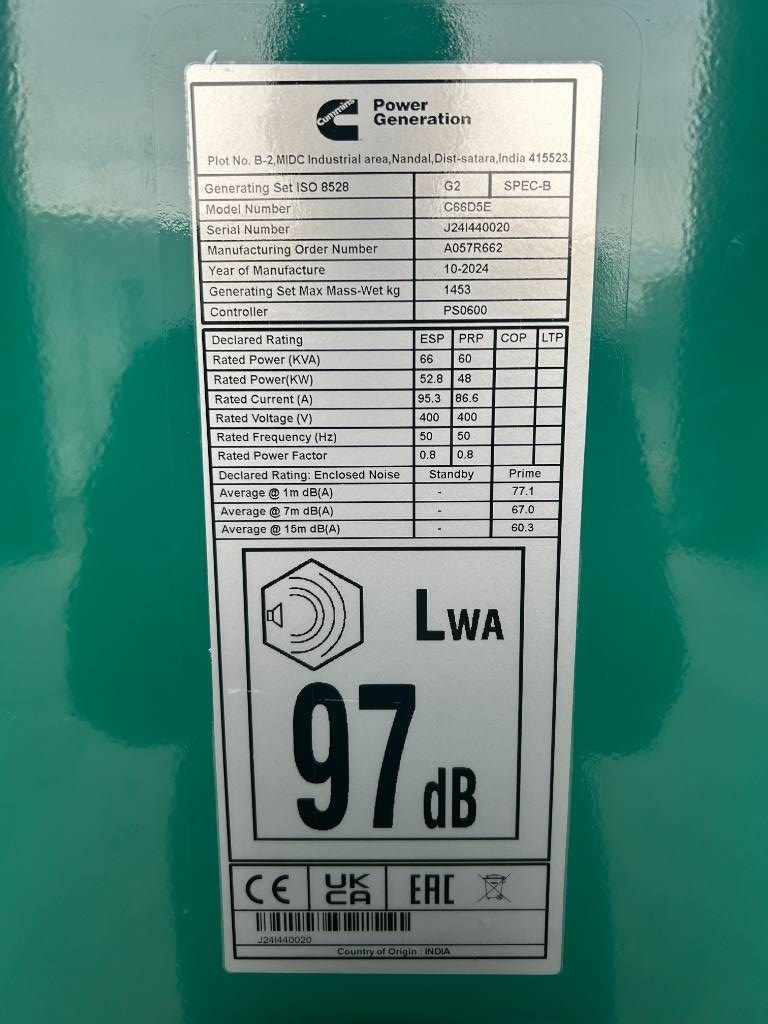 Cummins
Power
Generation
Plot No. B-2,MIDC Industrial area,Nandal,Dist-satara,India 415523.
Generating Set ISO 8528 G2 SPEC-B
Model Number C66D5E
Serial Number J24I440020
Manufacturing Order Number A057R662
Year of Manufacture 10-2024
Generating Set Max Mass-Wet kg 1453
Controller PS0600
Declared Rating ESP PRP COP LTP
Rated Power (KVA) 66 60
Rated Power(KW) 52.8 48
Rated Current (A) 95.3 86.6
Rated Voltage (V) 400 400
Rated Frequency (Hz) 50 50
Rated Power Factor 0.8 0.8
Declared Rating: Enclosed Noise Standby Prime
Average @ 1m dB(A) - 77.1
Average @ 7m dB(A) - 67.0
Average @ 15m dB(A) - 60.3
LWA
97 dB
CE UK CA EAC
J24I440020
Country of Origin : INDIA